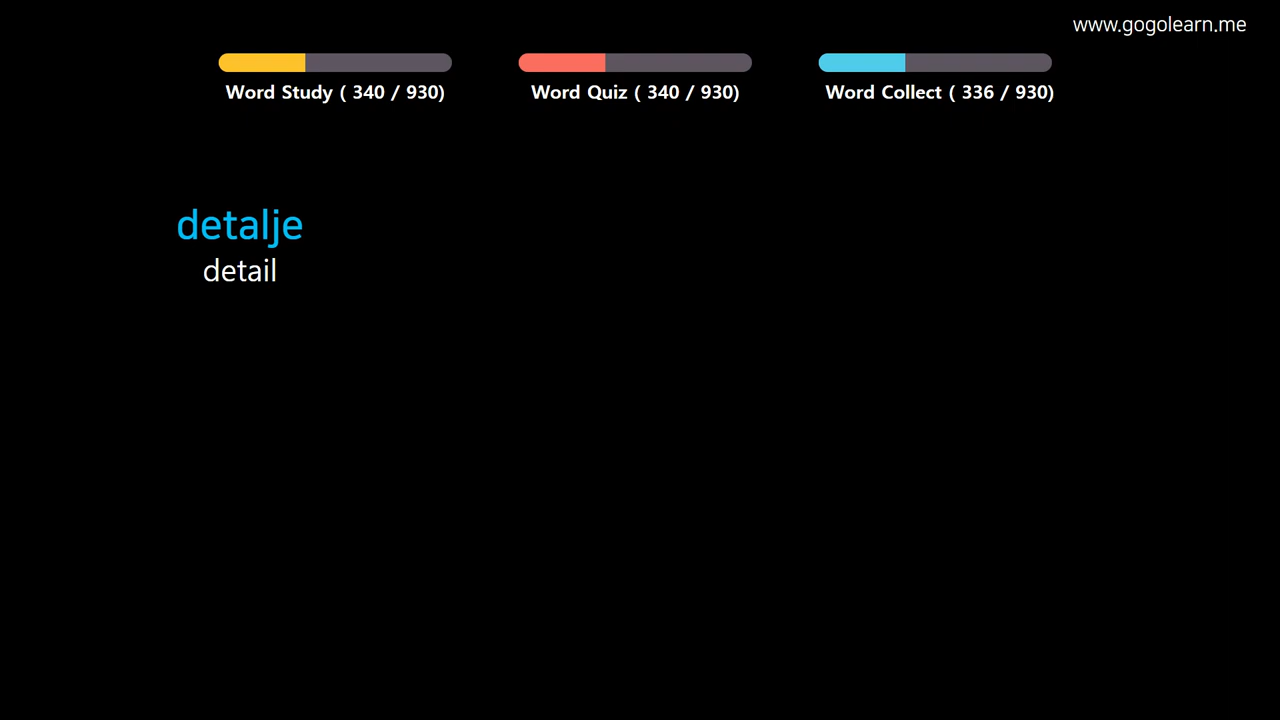 www.gogolearn.me
Word Study ( 340 / 930)
Word Quiz ( 340 / 930)
Word Collect ( 336 / 930)
detalje
detail